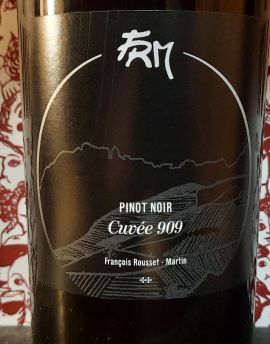 FRM
PINOT NOIR
Cuvée 909
François Rousset - Martin